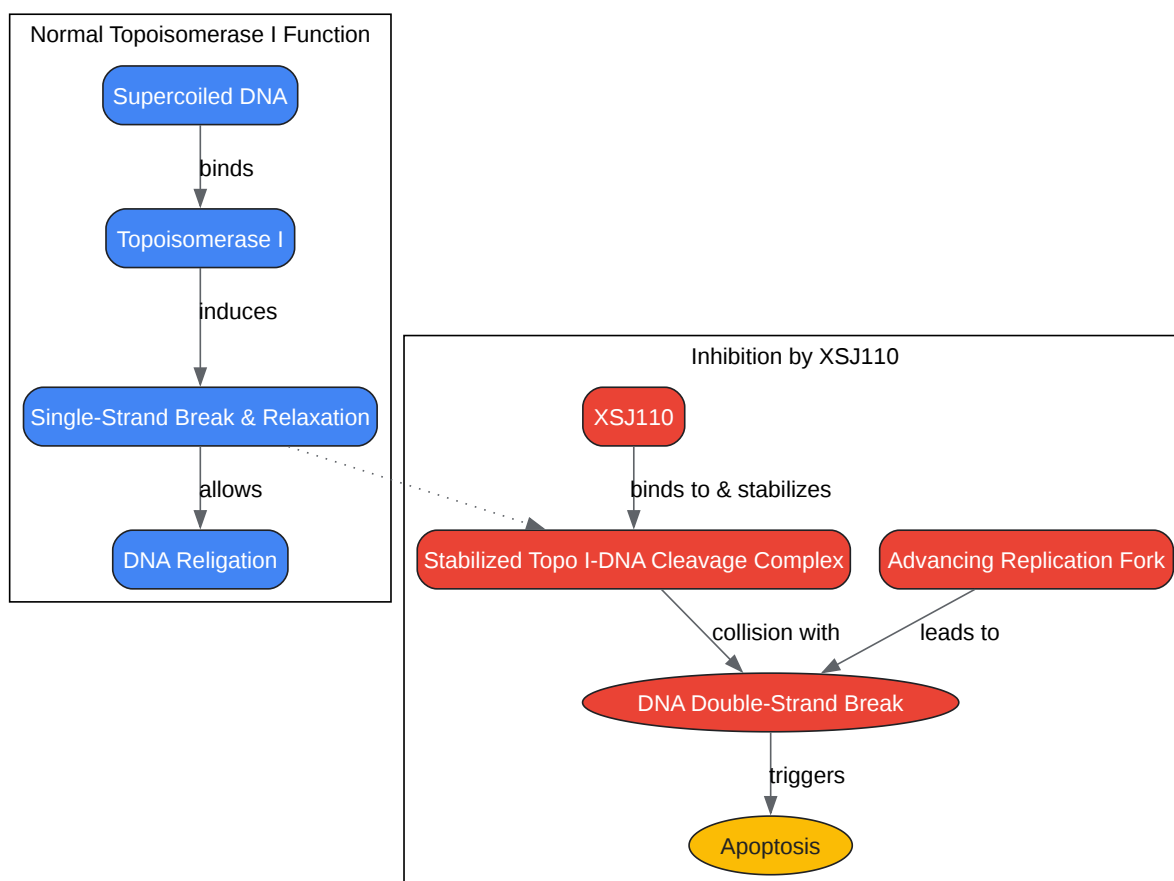 Normal Topoisomerase I Function
Supercoiled DNA
binds
Topoisomerase I
induces
Single-Strand Break & Relaxation
allows
DNA Religation
Inhibition by XSJ110
XSJ110
binds to & stabilizes
Stabilized Topo I-DNA Cleavage Complex
Advancing Replication Fork
collision with
leads to
DNA Double-Strand Break
triggers
Apoptosis